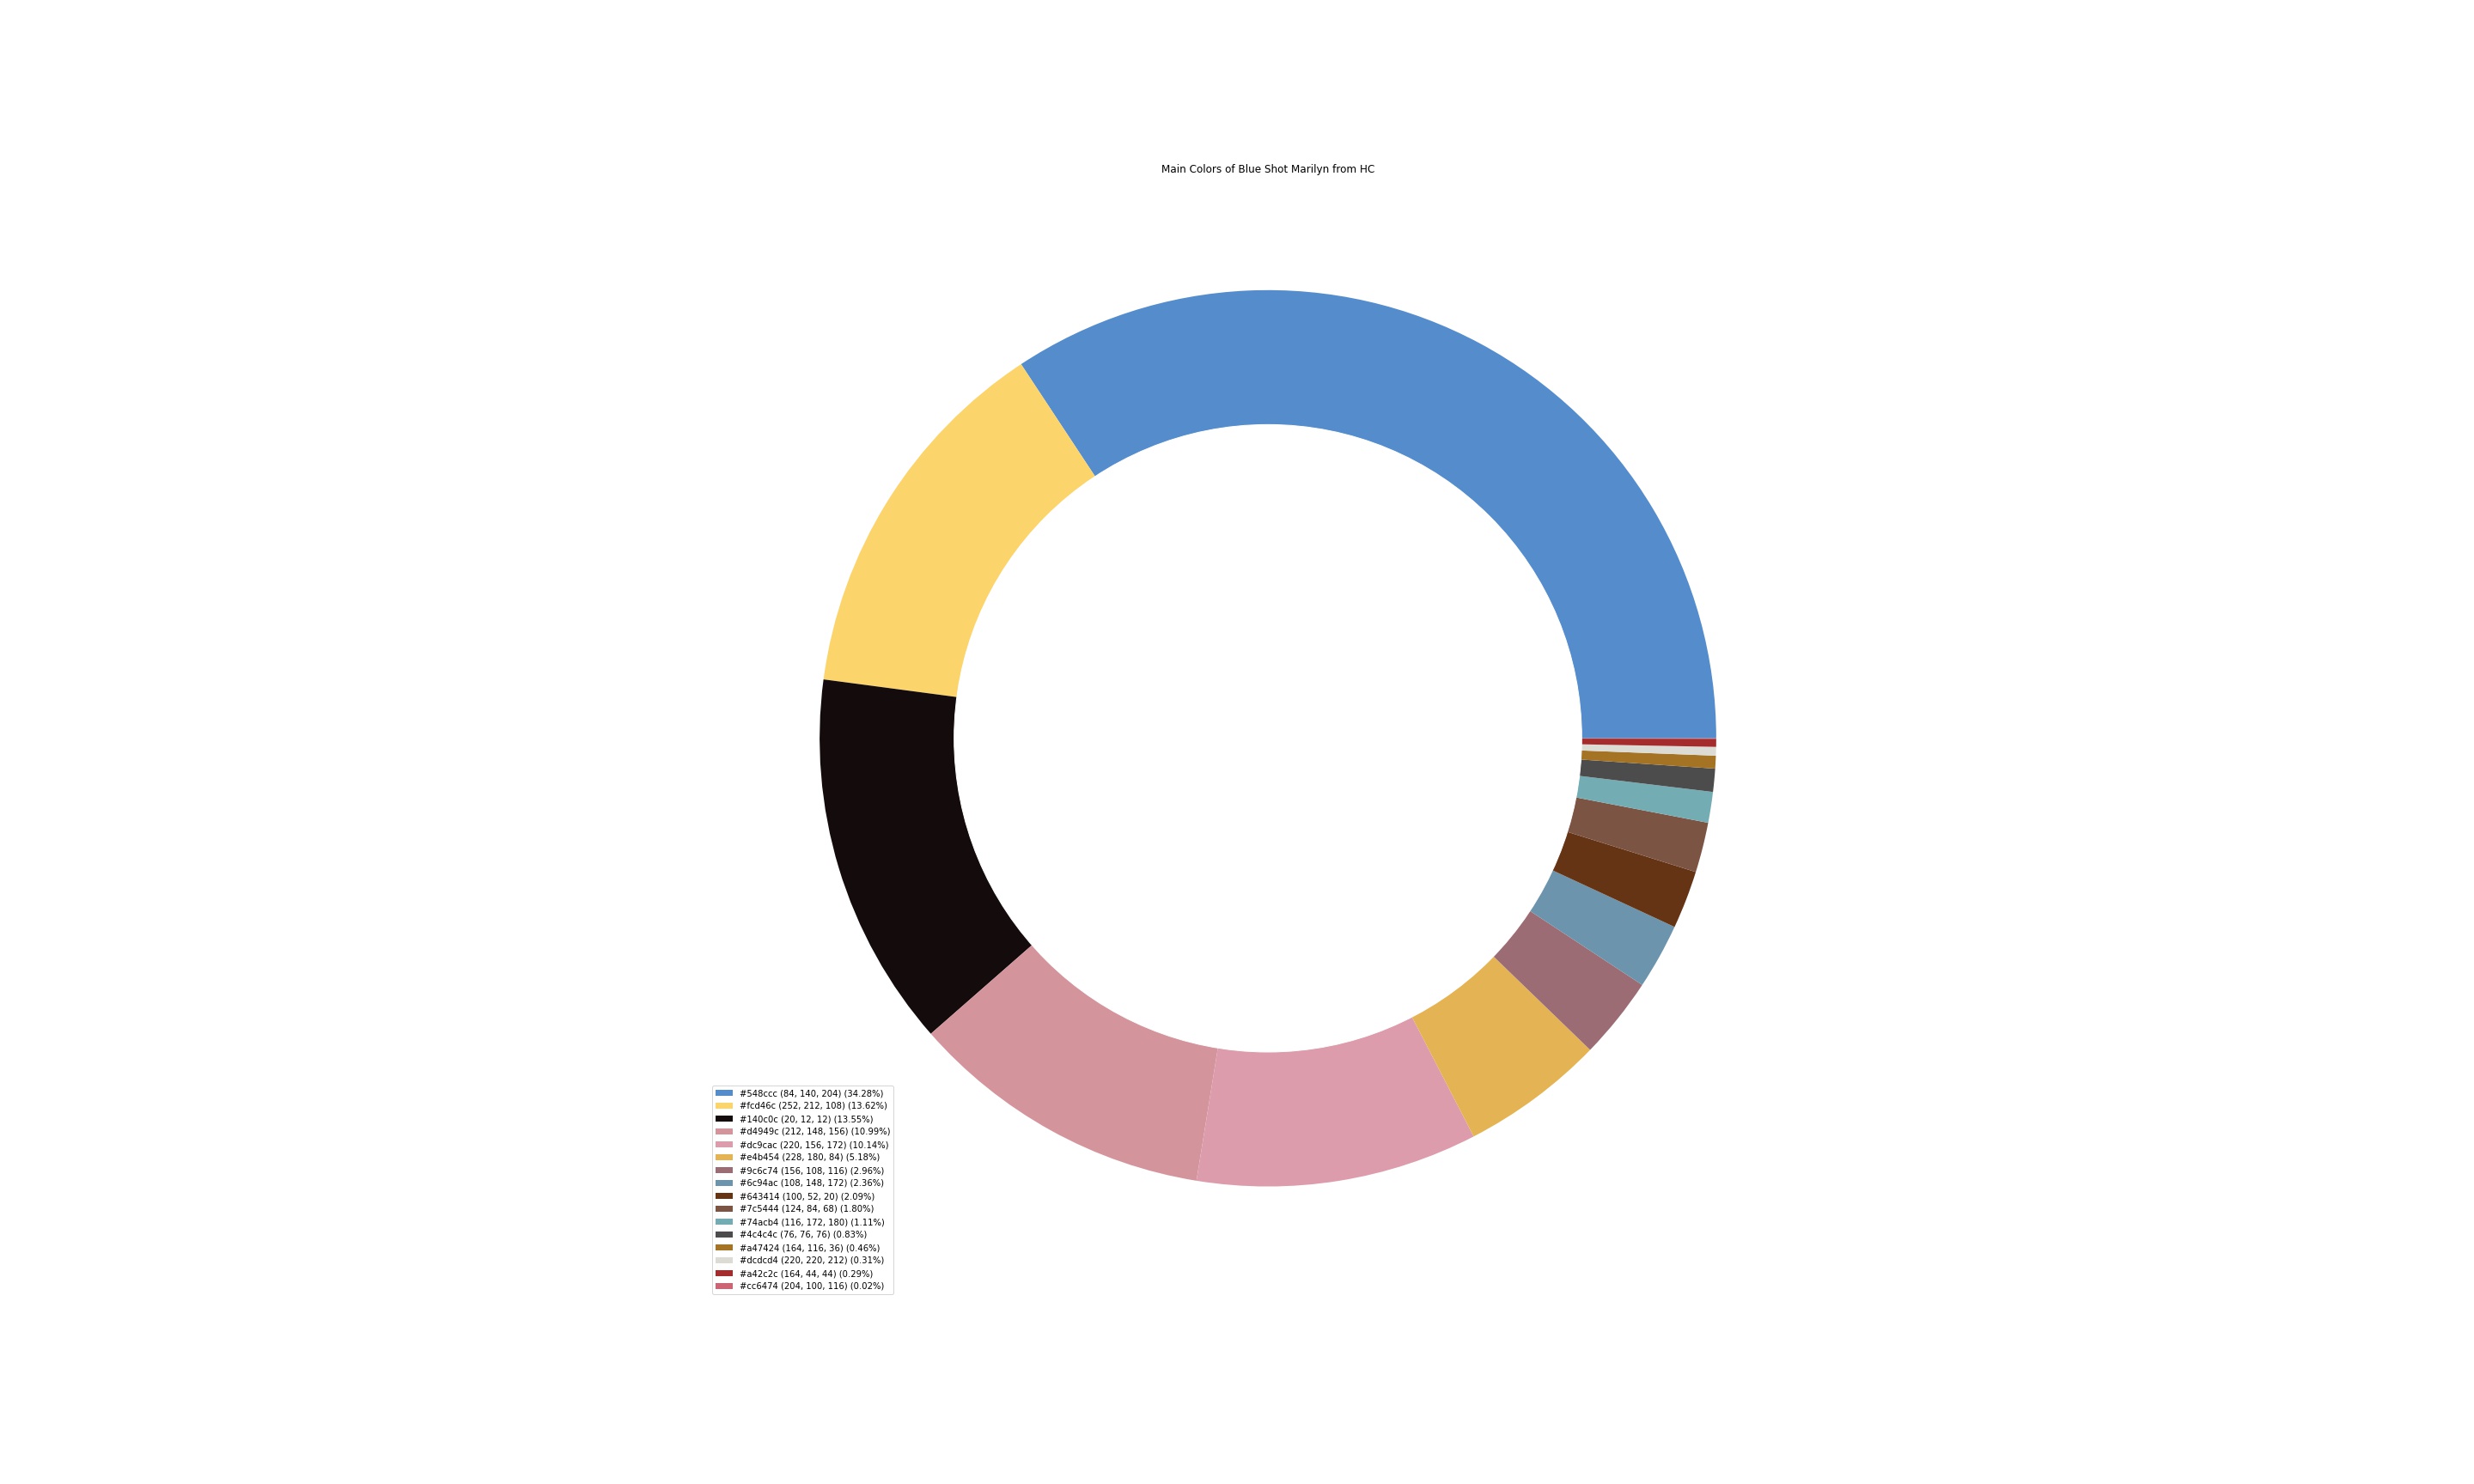 Main Colors of Blue Shot Marilyn from HC
#548ccc (84, 140, 204) (34.28%)
#fcd46c (252, 212, 108) (13.62%)
#140c0c (20, 12, 12) (13.55%)
#d4949c (212, 148, 156) (10.99%)
#dc9cac (220, 156, 172) (10.14%)
#e4b454 (228, 180, 84) (5.18%)
#9c6c74 (156, 108, 116) (2.96%)
#6c94ac (108, 148, 172) (2.36%)
#643414 (100, 52, 20) (2.09%)
#7c5444 (124, 84, 68) (1.80%)
#74acb4 (116, 172, 180) (1.11%)
#4c4c4c (76, 76, 76) (0.83%)
#a47424 (164, 116, 36) (0.46%)
#dcdcd4 (220, 220, 212) (0.31%)
#a42c2c (164, 44, 44) (0.29%)
#cc6474 (204, 100, 116) (0.02%)